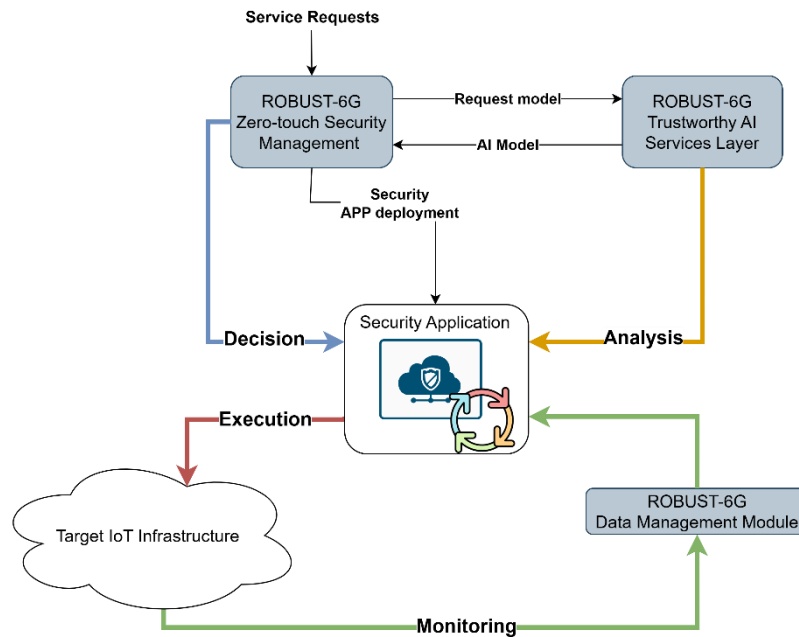 Service Requests
ROBUST-6G
Zero-touch Security
Management
Request model
AI Model
ROBUST-6G
Trustworthy AI
Services Layer
Security
APP deployment
Security Application
Decision
Analysis
Execution
Target IoT Infrastructure
ROBUST-6G
Data Management Module
Monitoring